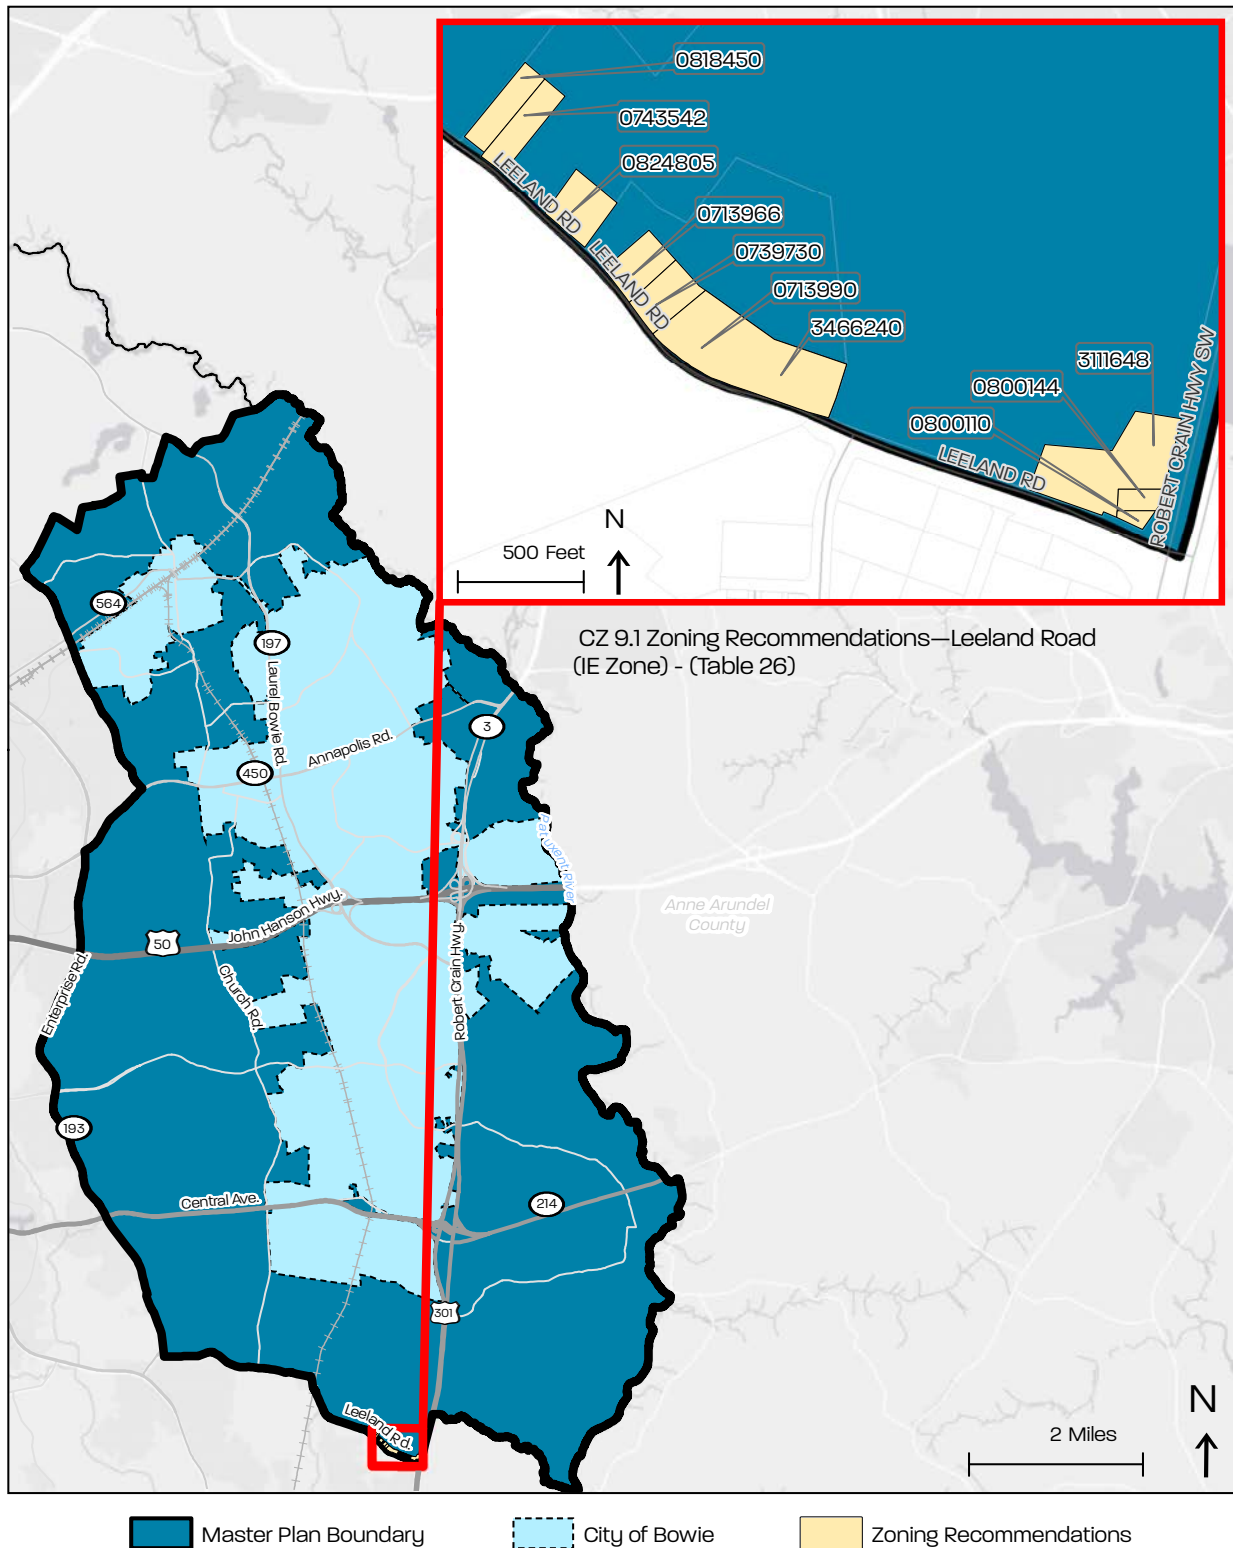 0818450
0743542
0824805
LEELAND RD
0713966
LEELAND RD
0739730
0713990
3466240
3111648
0800144
0800110
LEELAND RD
ROBERT CRAIN HWY SW
N
500 Feet
CZ 9.1 Zoning Recommendations—Leeland Road
(IE Zone) - (Table 26)
564
197
Laurel Bowie Rd.
3
Annapolis Rd.
450
Patuxent River
Anne Arundel
County
John Hanson Hwy.
50
Enterprise Rd.
Church Rd.
Robert Crain Hwy.
193
Central Ave.
214
301
Leeland Rd.
N
2 Miles
Master Plan Boundary
City of Bowie
Zoning Recommendations